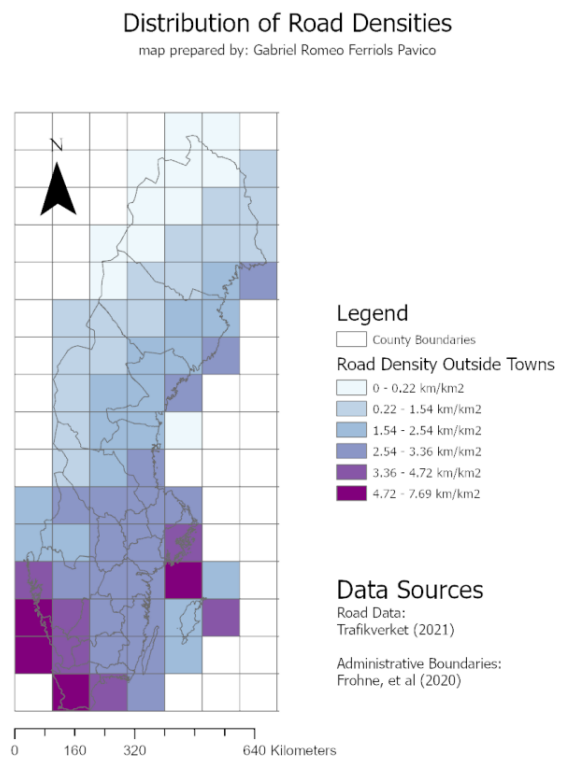 Distribution of Road Densities
map prepared by: Gabriel Romeo Ferriols Pavico
N
Legend
County Boundaries
Road Density Outside Towns
0 - 0.22 km/km2
0.22 - 1.54 km/km2
1.54 - 2.54 km/km2
2.54 - 3.36 km/km2
3.36 - 4.72 km/km2
4.72 - 7.69 km/km2
Data Sources
Road Data:
Trafikverket (2021)
Administrative Boundaries:
Frohne, et al (2020)
0 160 320 640 Kilometers